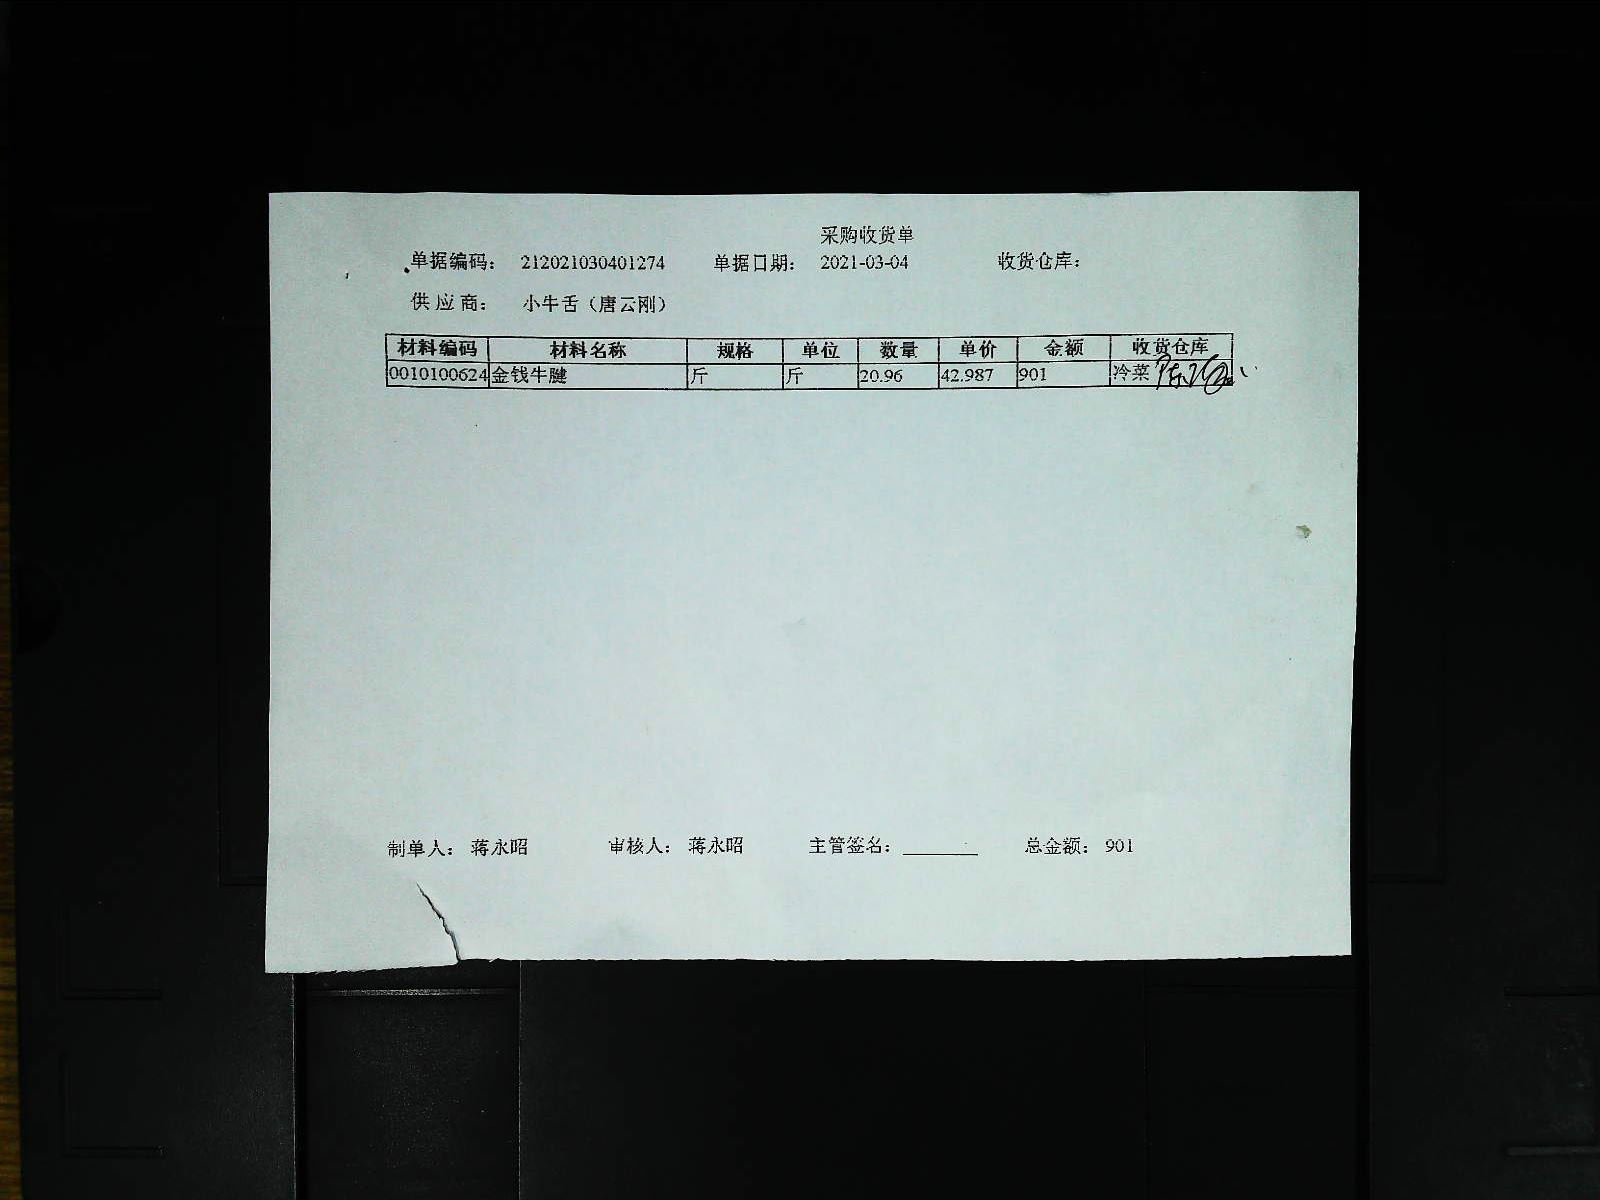 采购收货单
单据编码： 212021030401274 单据日期： 2021-03-04 收货仓库：
供应商： 小牛舌（唐云刚）
材料编码 材料名称 规格 单位 数量 单价 金额 收货仓库
0010100624 金钱牛腱 斤 斤 20.96 42.987 901 冷菜
制单人： 蒋永昭 审核人： 蒋永昭 主管签名： 总金额： 901